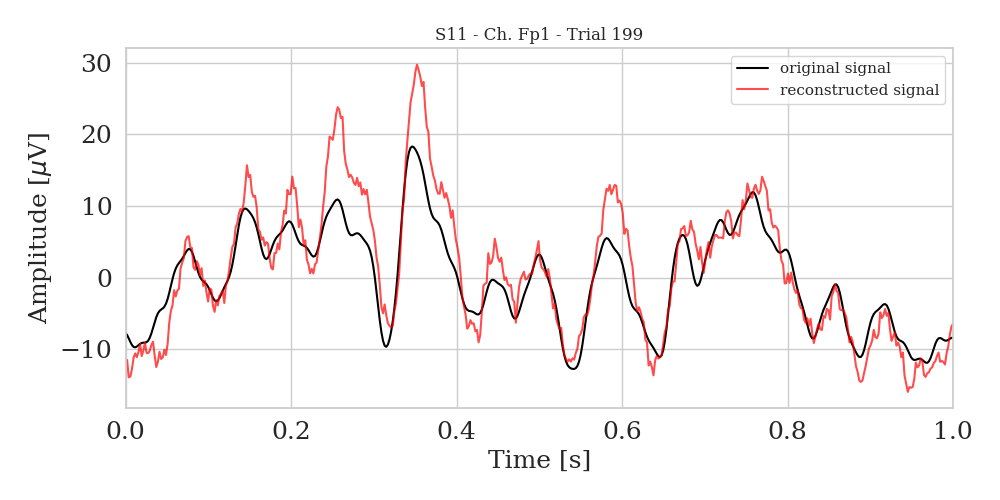 S11 - Ch. Fp1 - Trial 199
original signal
reconstructed signal
Amplitude [μV]
30
20
10
0
−10
0.0 0.2 0.4 0.6 0.8 1.0
Time [s]